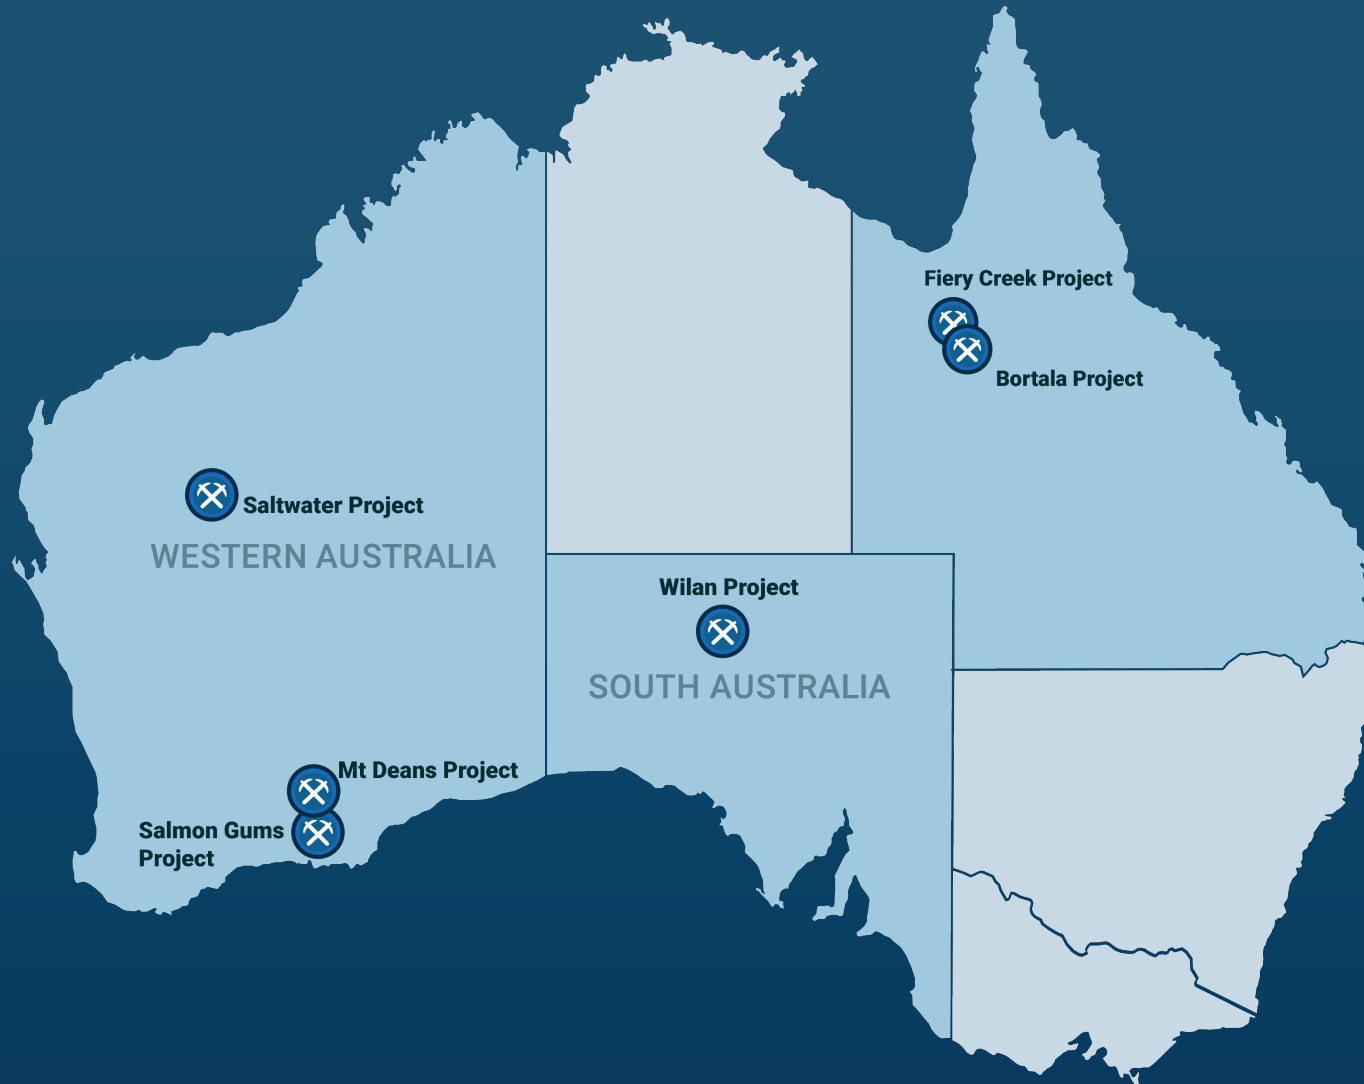 Fiery Creek Project
Bortala Project
Saltwater Project
WESTERN AUSTRALIA
Wilan Project
SOUTH AUSTRALIA
Mt Deans Project
Salmon Gums
Project